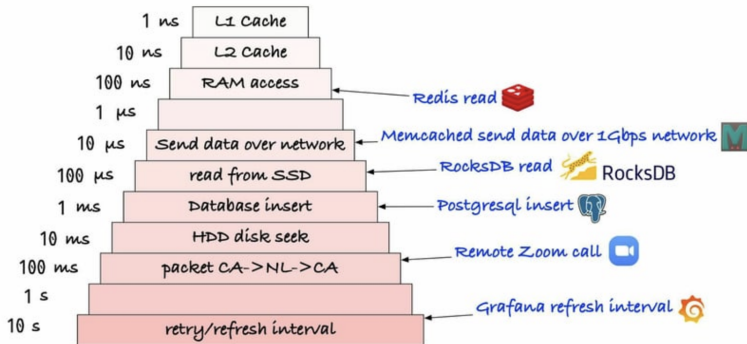 1 ns L1 Cache
10 ns L2 Cache
100 ns RAM access
Redis read
1 µs
10 µs Send data over network
Memcached send data over 1Gbps network M
100 µs read from SSD
RocksDB read RocksDB
1 ms Database insert
Postgresql insert
10 ms HDD disk seek
100 ms packet CA->NL->CA
Remote Zoom call
1 s
10 s retry/refresh interval
Grafana refresh interval